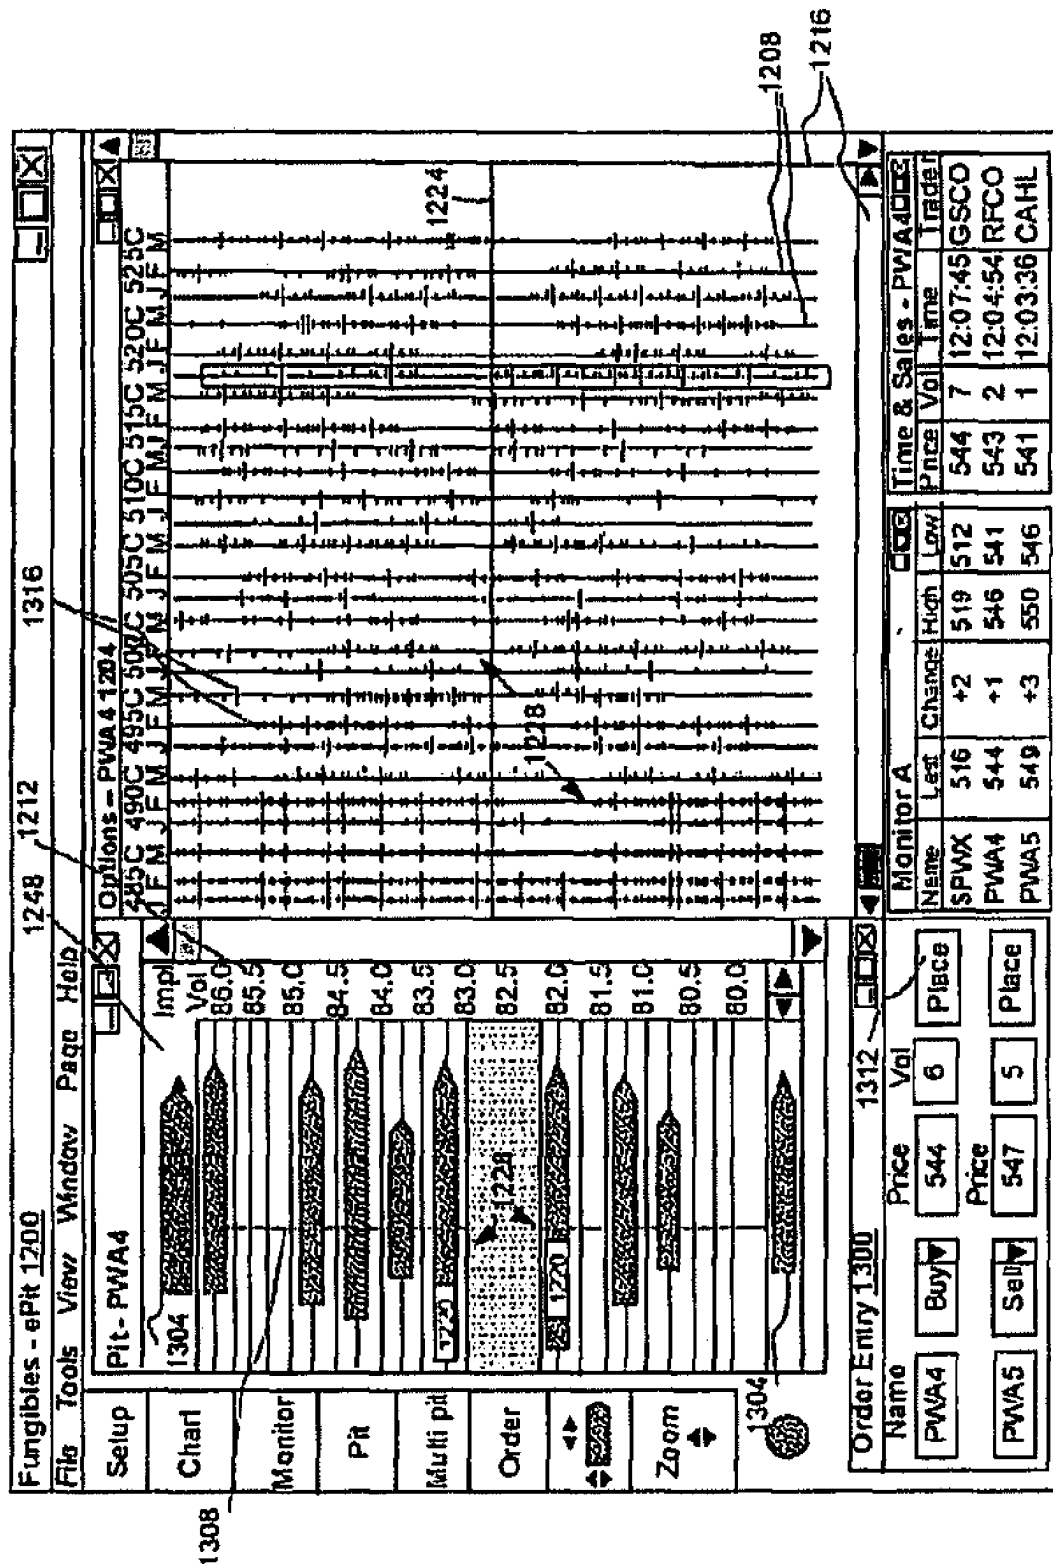 Fungibles - ePit 1200
File Tools View Window Page Help
Setup
Chart
Monitor
Pit
Multi pit
Order
Zoom
1308
1248
1212
1316
Pit- PWA4
1304
Impl
Vol
86.0
85.5
85.0
84.5
84.0
83.5
83.0
82.5
82.0
81.5
81.0
80.5
80.0
1220
1228
25 1220
1304
Options - PWA4 1204
485C 490C 495C 500C 505C 510C 515C 520C 525C
J F M J F M J F M J F M J F M J F M J F M J F M J F M
1224
1228
1208
1216
Order Entry 1300
1312
Name Price Vol
PWA4 Buy 544 6 Place
Price
PWA5 Sell 547 5 Place
Monitor A
Name Last Change High Low
SPWX 516 +2 519 512
PWA4 544 +1 546 541
PWA5 549 +3 550 546
Time & Sales - PWA4
Price Vol Time Trader
544 7 12:07:45 GSCO
543 2 12:04:54 RFCO
541 1 12:03:36 CAHL